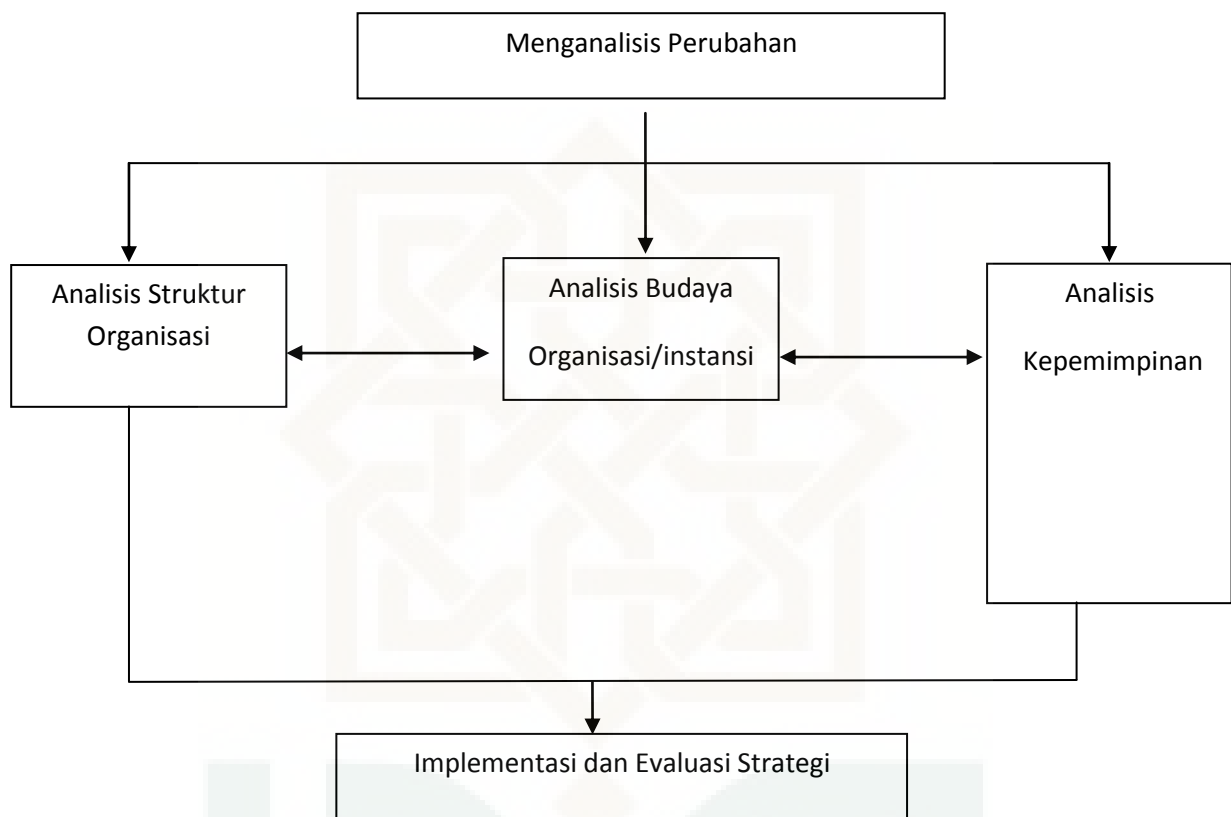 Menganalisis Perubahan
Analisis Struktur
Organisasi
Analisis Budaya
Organisasi/instansi
Analisis
Kepemimpinan
Implementasi dan Evaluasi Strategi